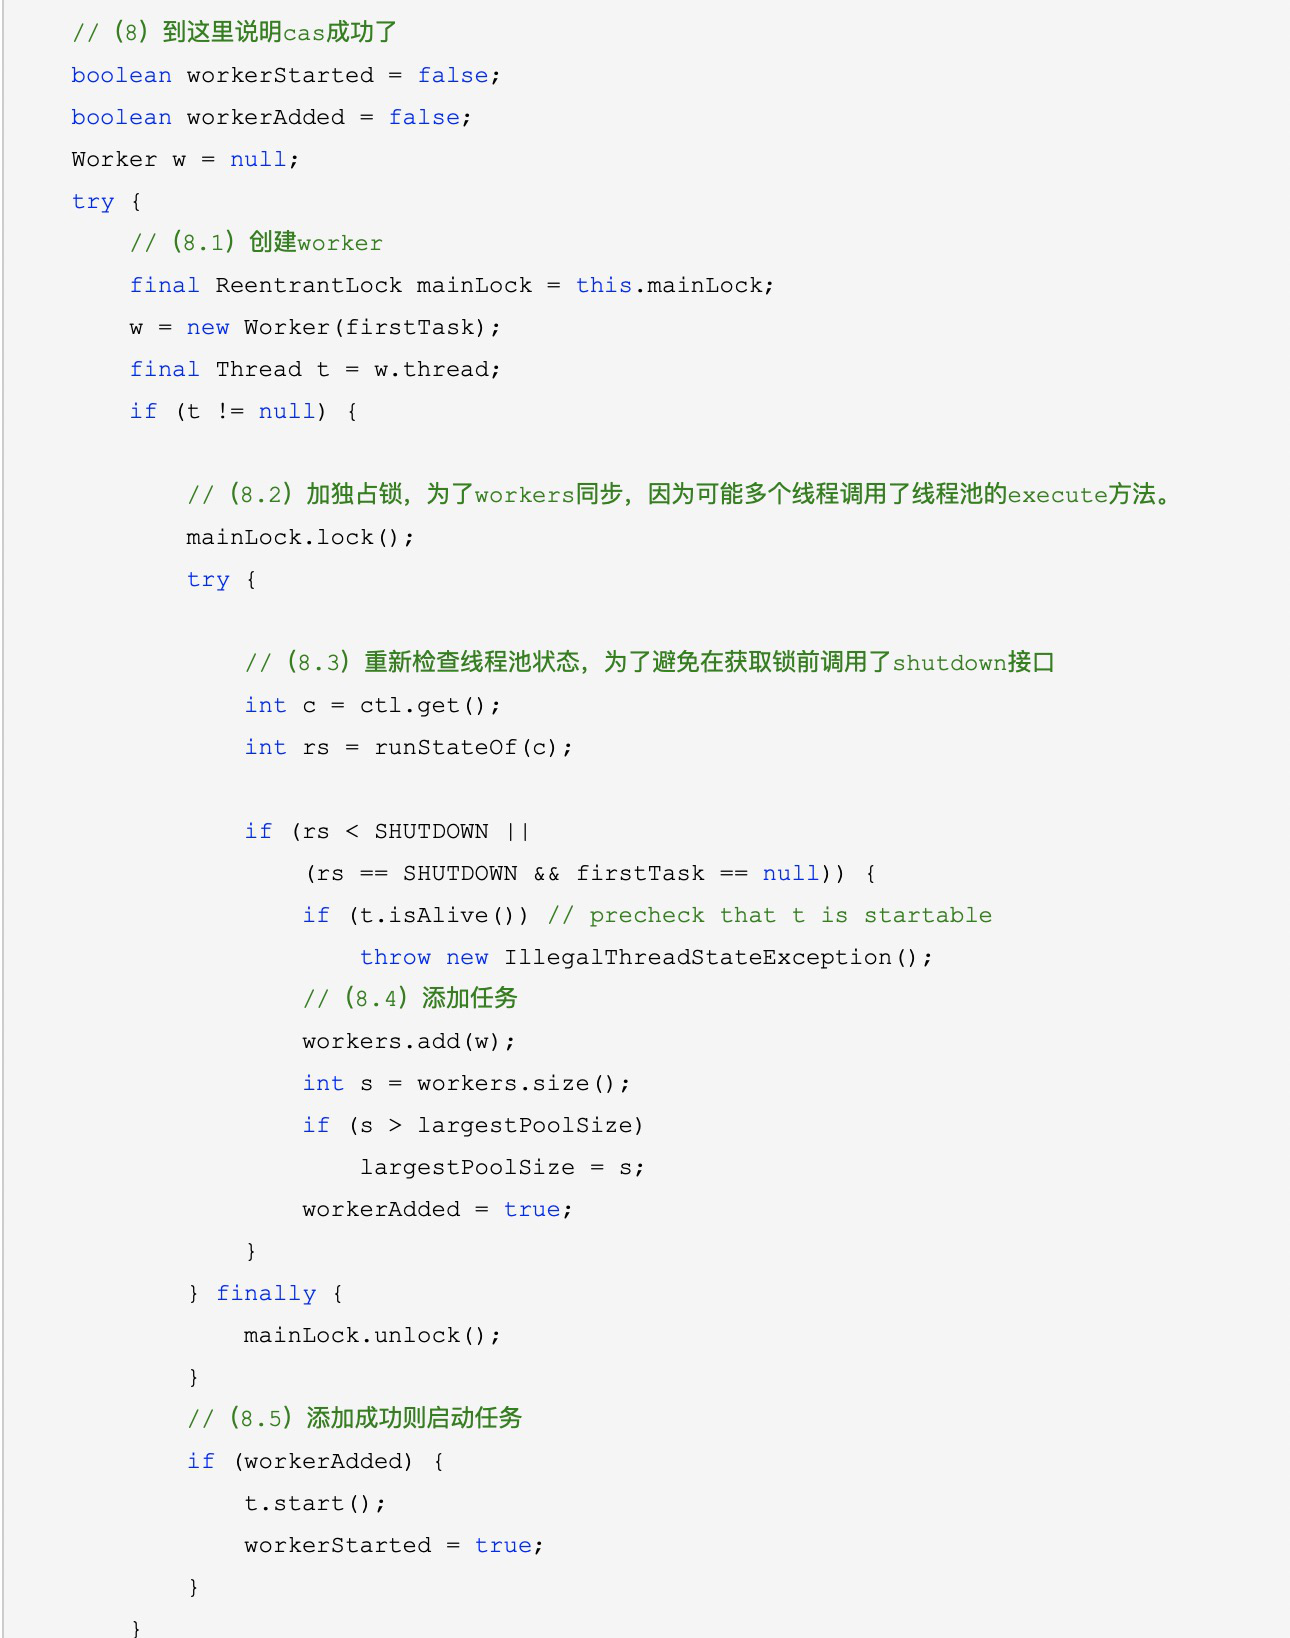 //（8）到这里说明cas成功了
boolean workerStarted = false;
boolean workerAdded = false;
Worker w = null;
try {
//（8.1）创建worker
final ReentrantLock mainLock = this.mainLock;
w = new Worker(firstTask);
final Thread t = w.thread;
if (t != null) {
//（8.2）加独占锁，为了workers同步，因为可能多个线程调用了线程池的execute方法。
mainLock.lock();
try {
//（8.3）重新检查线程池状态，为了避免在获取锁前调用了shutdown接口
int c = ctl.get();
int rs = runStateOf(c);
if (rs < SHUTDOWN ||
(rs == SHUTDOWN && firstTask == null)) {
if (t.isAlive()) // precheck that t is startable
throw new IllegalThreadStateException();
//（8.4）添加任务
workers.add(w);
int s = workers.size();
if (s > largestPoolSize)
largestPoolSize = s;
workerAdded = true;
}
} finally {
mainLock.unlock();
}
//（8.5）添加成功则启动任务
if (workerAdded) {
t.start();
workerStarted = true;
}
}